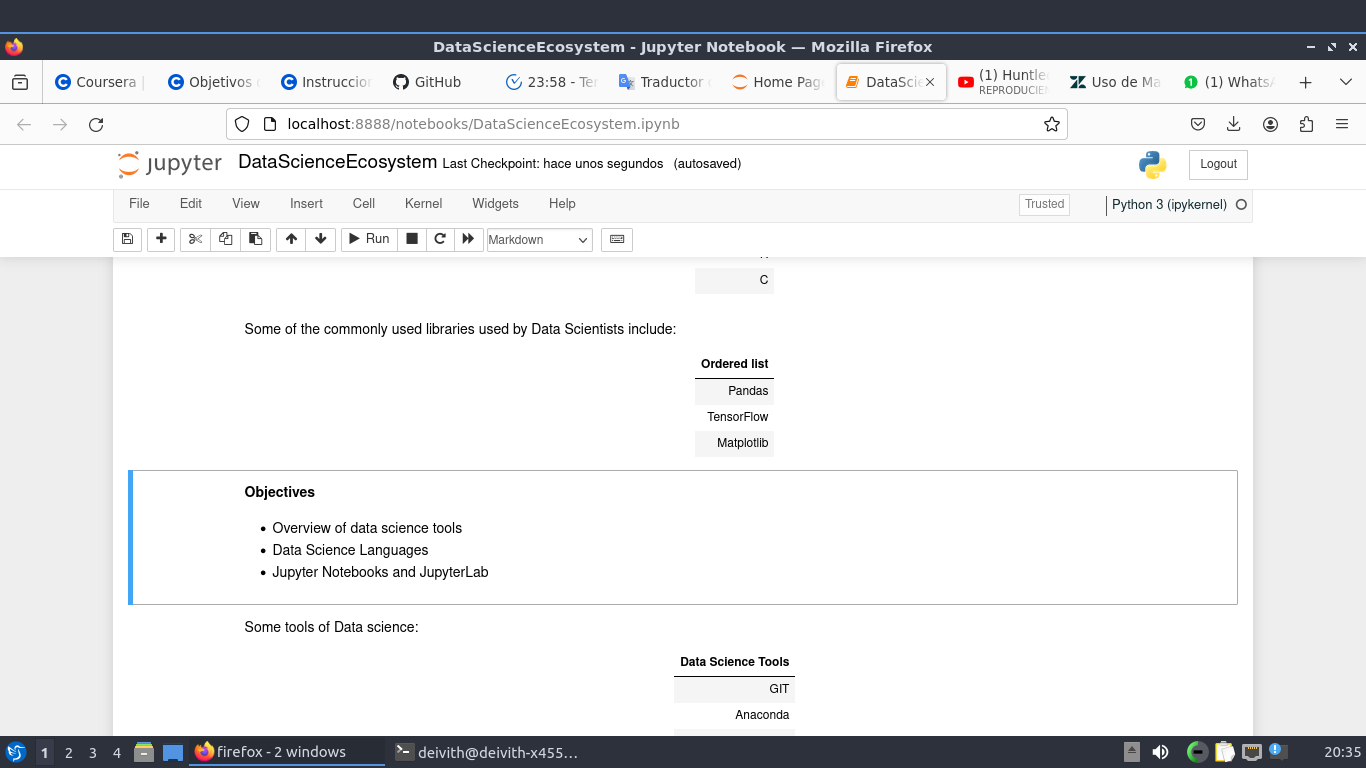 DataScienceEcosystem - Jupyter Notebook — Mozilla Firefox
Coursera |
Objetivos
Instruccion
GitHub
23:58 - Ter
Traductor
Home Page
DataScie
(1) Huntle
REPRODUCIEN
Uso de Ma
(1) WhatsA
localhost:8888/notebooks/DataScienceEcosystem.ipynb
jupyter DataScienceEcosystem Last Checkpoint: hace unos segundos (autosaved)
Logout
File Edit View Insert Cell Kernel Widgets Help
Trusted
Python 3 (ipykernel)
Run
Markdown
C
Some of the commonly used libraries used by Data Scientists include:
Ordered list
Pandas
TensorFlow
Matplotlib
Objectives
• Overview of data science tools
• Data Science Languages
• Jupyter Notebooks and JupyterLab
Some tools of Data science:
Data Science Tools
GIT
Anaconda
1 2 3 4
firefox - 2 windows
deivith@deivith-x455...
20:35